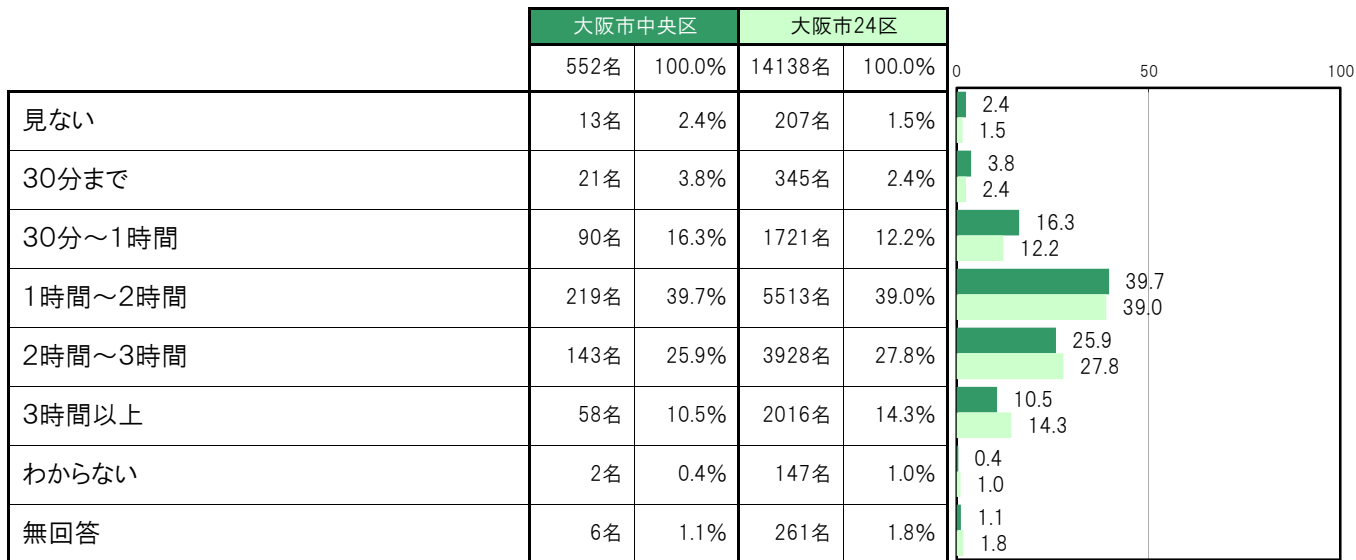 大阪市中央区 大阪市24区
552名 100.0% 14138名 100.0% 0 50 100
見ない 13名 2.4% 207名 1.5% 2.4
1.5
30分まで 21名 3.8% 345名 2.4% 3.8
2.4
30分～1時間 90名 16.3% 1721名 12.2% 16.3
12.2
1時間～2時間 219名 39.7% 5513名 39.0% 39.7
39.0
2時間～3時間 143名 25.9% 3928名 27.8% 25.9
27.8
3時間以上 58名 10.5% 2016名 14.3% 10.5
14.3
わからない 2名 0.4% 147名 1.0% 0.4
1.0
無回答 6名 1.1% 261名 1.8% 1.1
1.8